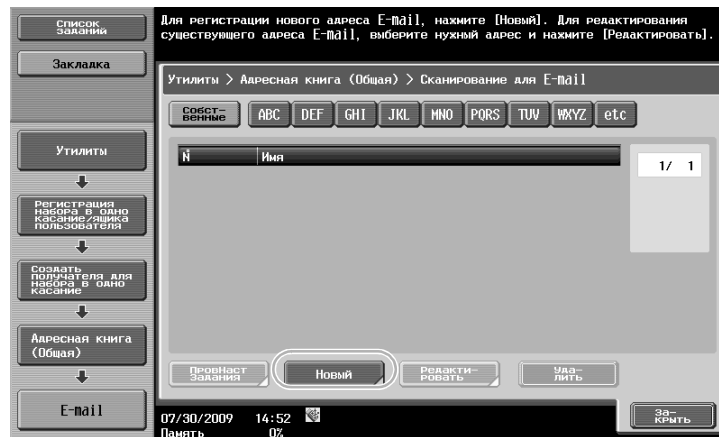 Список
заданий
Для регистрации нового адреса E-mail, нажмите [Новый]. Для редактирования
существующего адреса E-mail, выберите нужный адрес и нажмите [Редактировать].
Закладка
Утилиты > Адресная книга (Общая) > Сканирование для E-mail
Собст-
венные
ABC DEF GHI JKL MNO PQRS TUV WXYZ etc
N Имя
1/ 1
Утилиты
Регистрация
набора в одно
касание/ящика
пользователя
Создать
получателя для
набора в одно
касание
Адресная книга
(Общая)
E-mail
ПровНаст
Задания
Новый
Редакти-
ровать
Уда-
лить
07/30/2009 14:52
Память 0%
За-
крыть